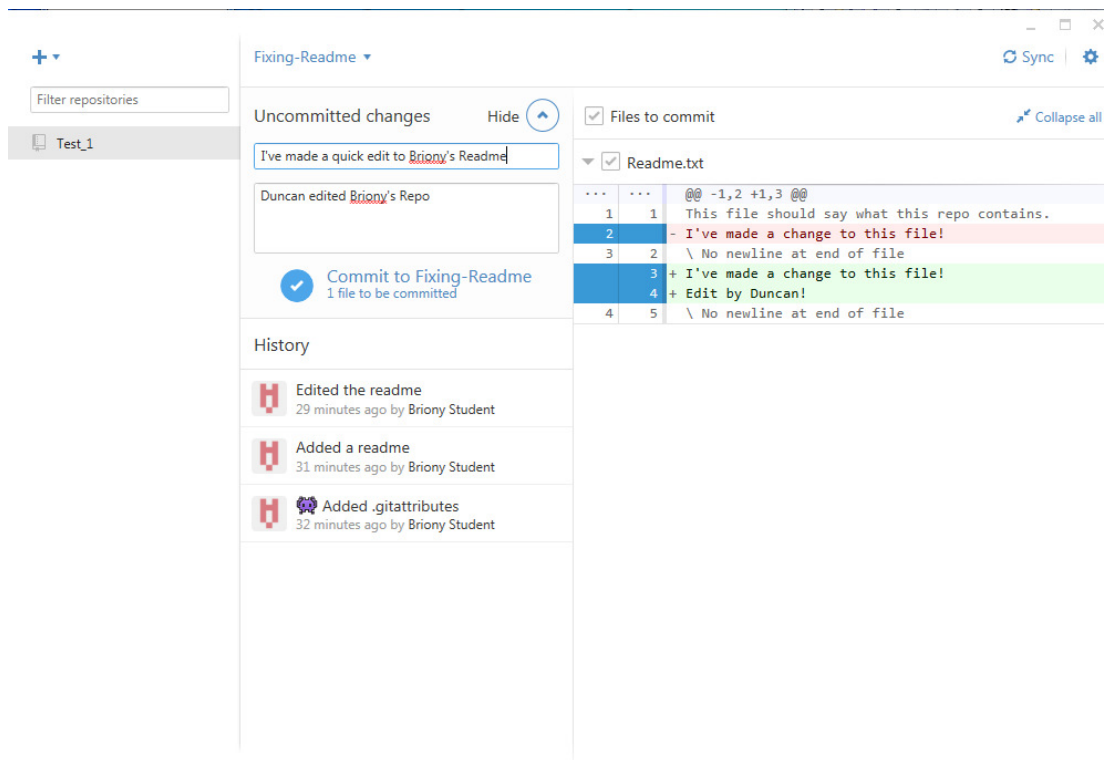 Fixing-Readme
Sync
Filter repositories
Test_1
Uncommitted changes Hide
I've made a quick edit to Briony's Readme
Duncan edited Briony's Repo
Commit to Fixing-Readme
1 file to be committed
History
Edited the readme
29 minutes ago by Briony Student
Added a readme
31 minutes ago by Briony Student
Added .gitattributes
32 minutes ago by Briony Student
Files to commit
Collapse all
Readme.txt
... ... @@ -1,2 +1,3 @@
1 1 This file should say what this repo contains.
2 - I've made a change to this file!
3 2 \ No newline at end of file
3 + I've made a change to this file!
4 + Edit by Duncan!
4 5 \ No newline at end of file